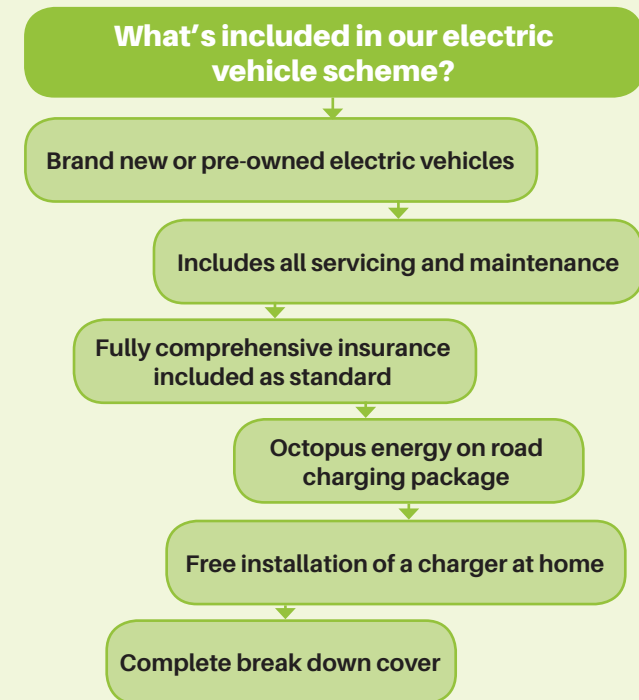 What's included in our electric
vehicle scheme?
Brand new or pre-owned electric vehicles
Includes all servicing and maintenance
Fully comprehensive insurance
included as standard
Octopus energy on road
charging package
Free installation of a charger at home
Complete break down cover